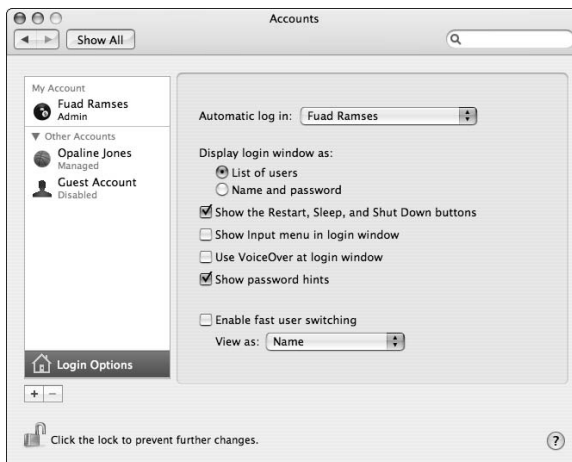 Accounts
Show All
My Account
Fuad Ramses
Admin
Other Accounts
Opaline Jones
Managed
Guest Account
Disabled
Login Options
+ −
Automatic log in: Fuad Ramses
Display login window as:
List of users
Name and password
Show the Restart, Sleep, and Shut Down buttons
Show Input menu in login window
Use VoiceOver at login window
Show password hints
Enable fast user switching
View as: Name
Click the lock to prevent further changes.
?